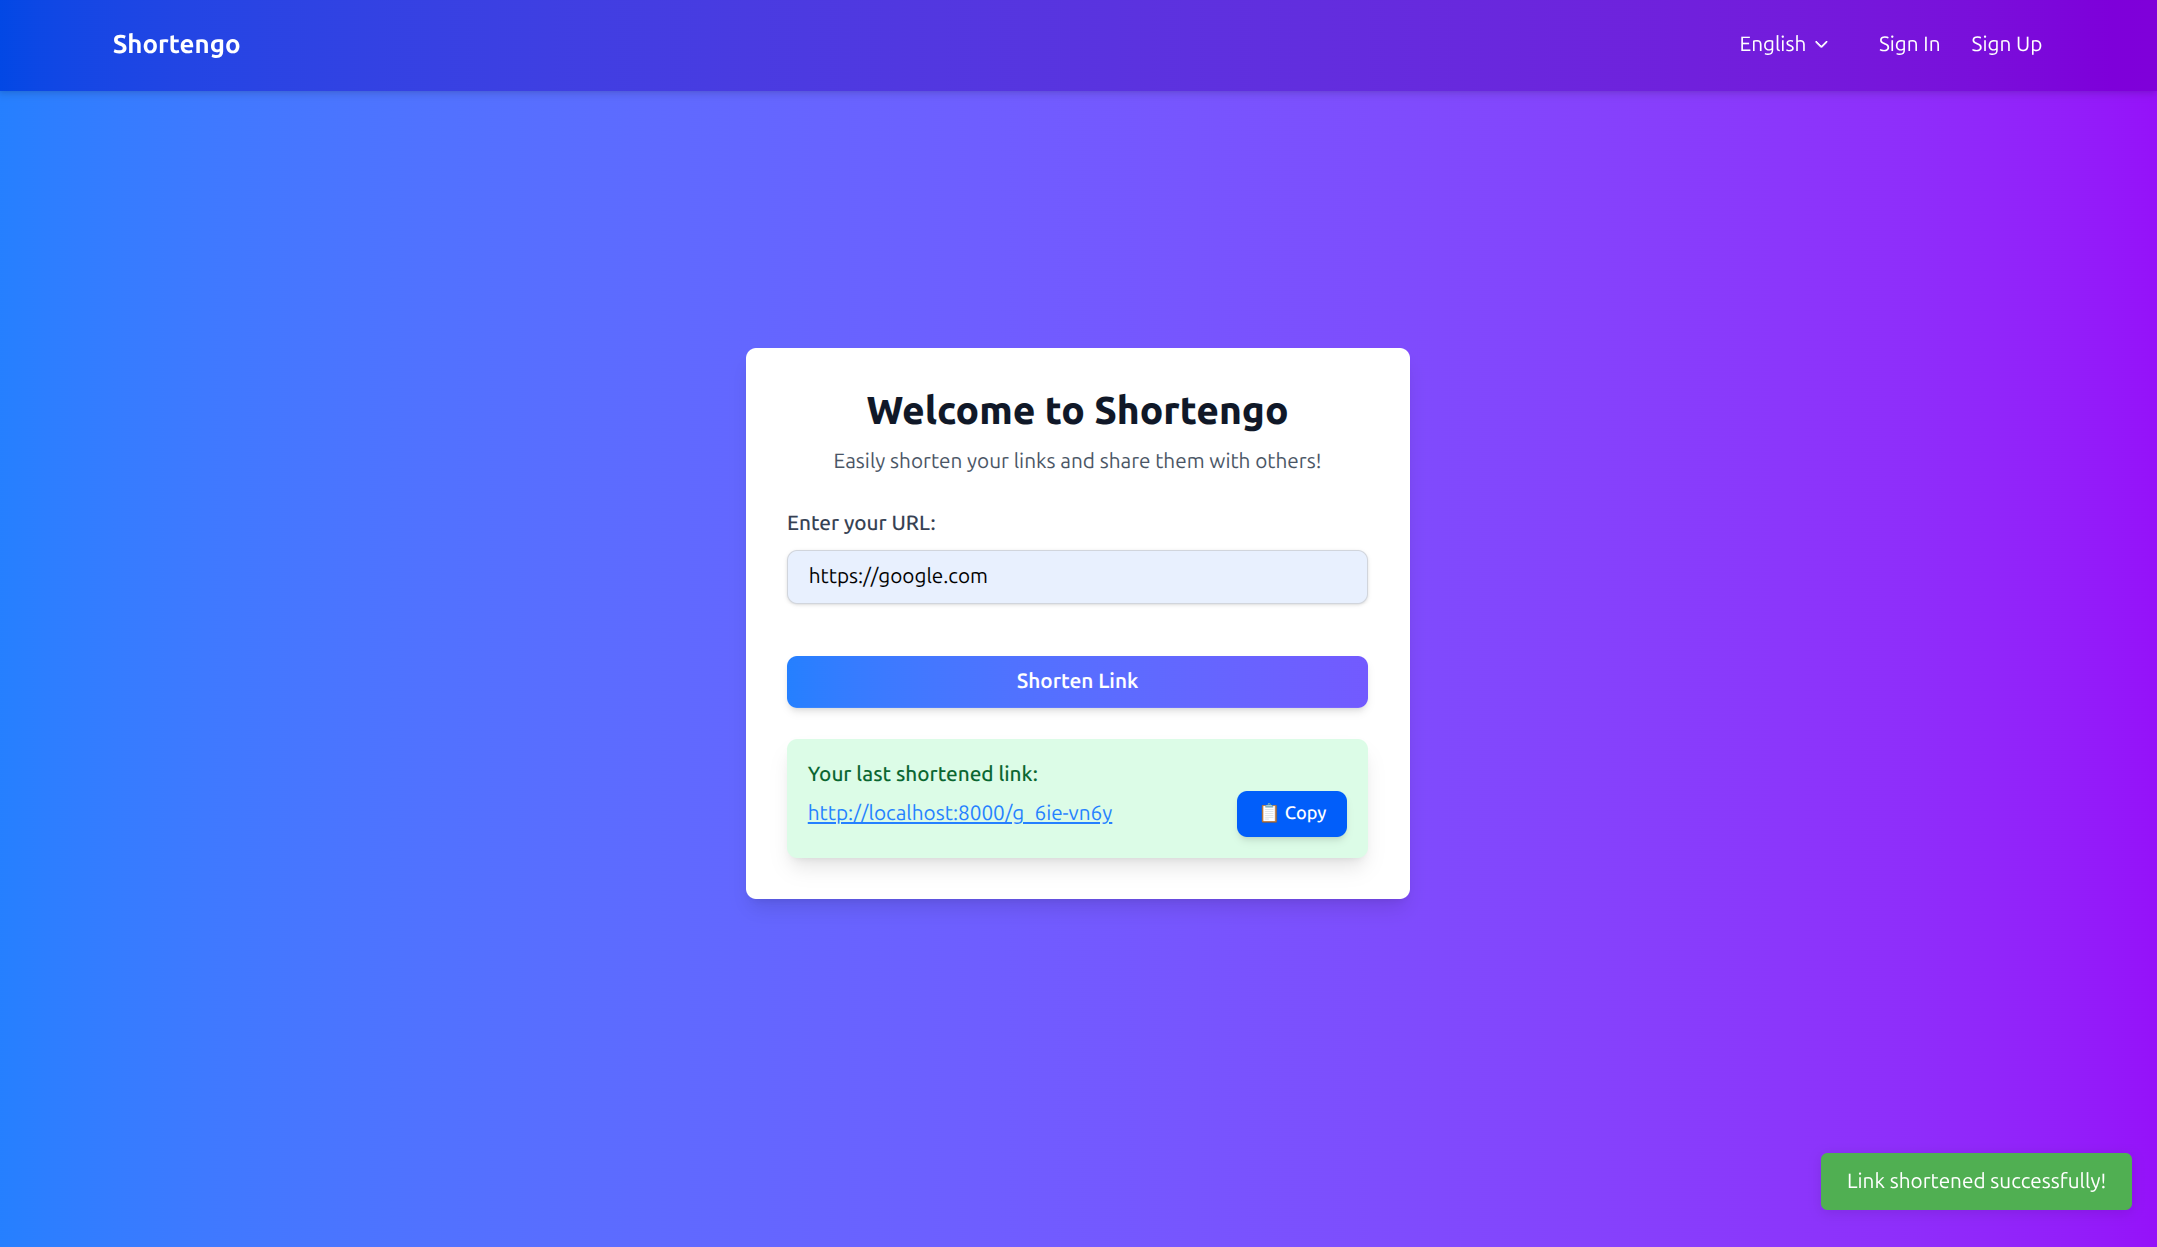 Shortengo
English
Sign In
Sign Up
Welcome to Shortengo
Easily shorten your links and share them with others!
Enter your URL:
https://google.com
Shorten Link
Your last shortened link:
http://localhost:8000/g_6ie-vn6y
Copy
Link shortened successfully!